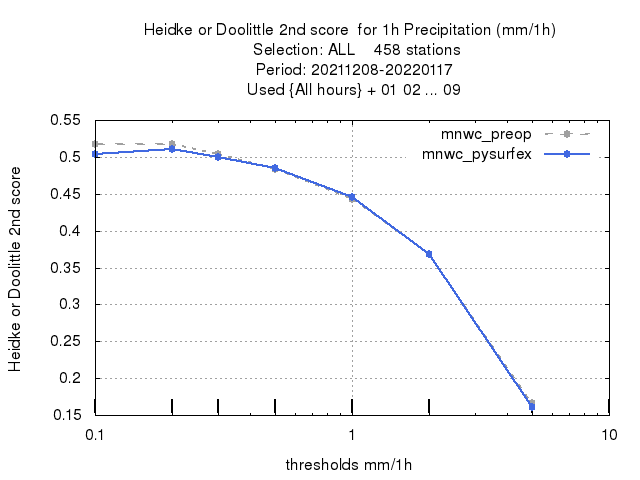 Heidke or Doolittle 2nd score  for 1h Precipitation (mm/1h)
Selection: ALL    458 stations
Period: 20211208-20220117
Used {All hours} + 01 02 ... 09
mnwc_preop
mnwc_pysurfex
Heidke or Doolittle 2nd score
0.55
0.5
0.45
0.4
0.35
0.3
0.25
0.2
0.15
0.1
1
10
thresholds mm/1h